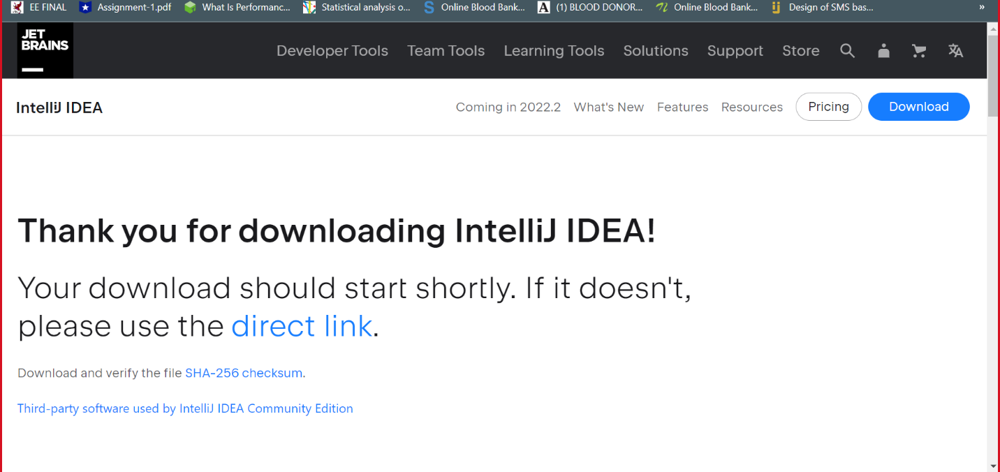 EE FINAL Assignment-1.pdf What Is Performanc... Statistical analysis o... Online Blood Bank... (1) BLOOD DONOR... Online Blood Bank... Design of SMS bas... »
JET
BRAINS
Developer Tools Team Tools Learning Tools Solutions Support Store
IntelliJ IDEA Coming in 2022.2 What's New Features Resources Pricing Download
Thank you for downloading IntelliJ IDEA!
Your download should start shortly. If it doesn't,
please use the direct link.
Download and verify the file SHA-256 checksum.
Third-party software used by IntelliJ IDEA Community Edition